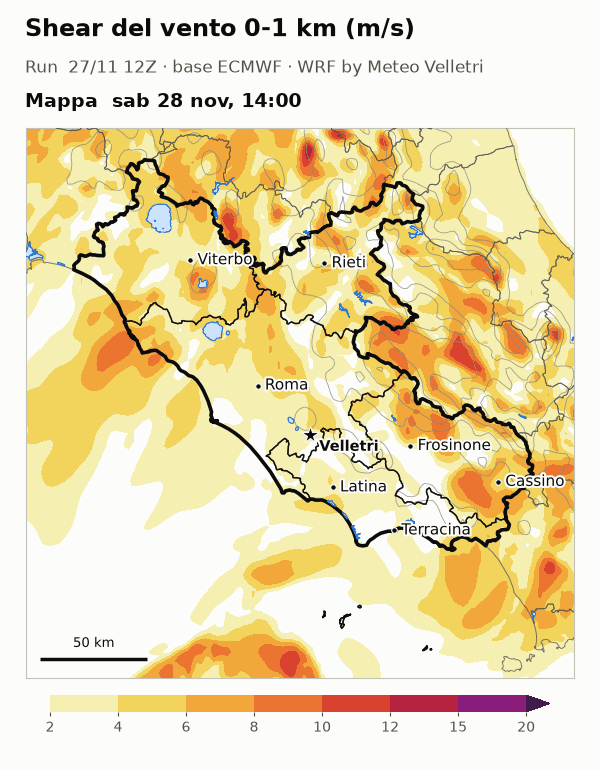 Shear del vento 0-1 km (m/s)
Run  27/11 12Z · base ECMWF · WRF by Meteo Velletri
Mappa  sab 28 nov, 14:00
Viterbo
Rieti
Roma
Velletri
Frosinone
Cassino
Latina
Terracina
50 km
2 4 6 8 10 12 15 20